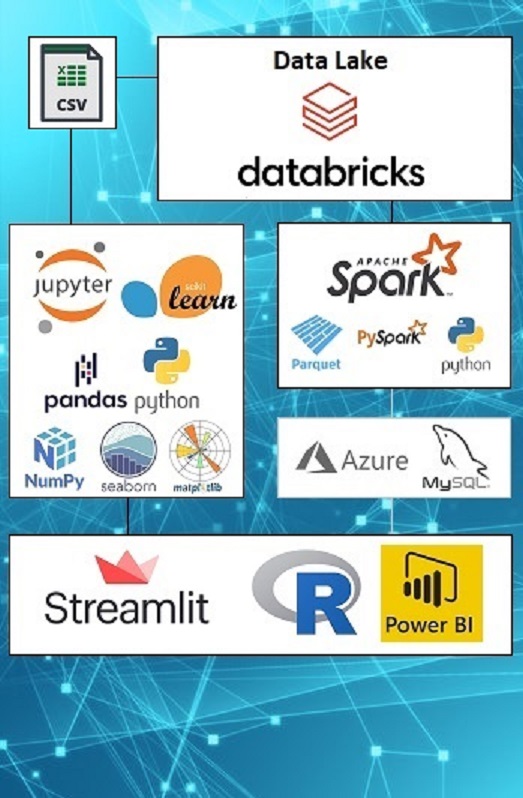 CSV
Data Lake
databricks
jupyter
scikit
learn
pandas
python
NumPy
seaborn
matplotlib
APACHE
Spark™
Parquet
PySpark
python
Azure
MySQL
Streamlit
R
Power BI